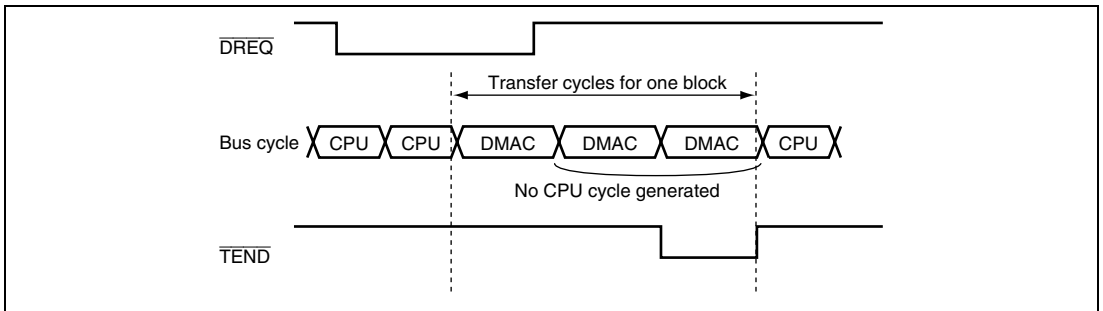 DREQ
Transfer cycles for one block
Bus cycle CPU CPU DMAC DMAC DMAC CPU
No CPU cycle generated
TEND